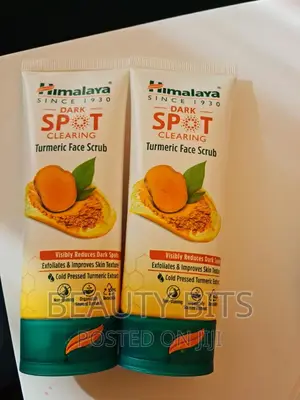 Himalaya
SINCE 1930
DARK
SPOT
CLEARING
Turmeric Face Scrub
Visibly Reduces Dark Spots
Exfoliates & Improves Skin Texture
Cold Pressed Turmeric Extract
Himalaya
SINCE 1930
DARK
SPOT
CLEARING
Turmeric Face Scrub
Visibly Reduces Dark Spots
Exfoliates & Improves Skin Texture
Cold Pressed Turmeric Extract
BEAUTY BITS
POSTED ON JIJI